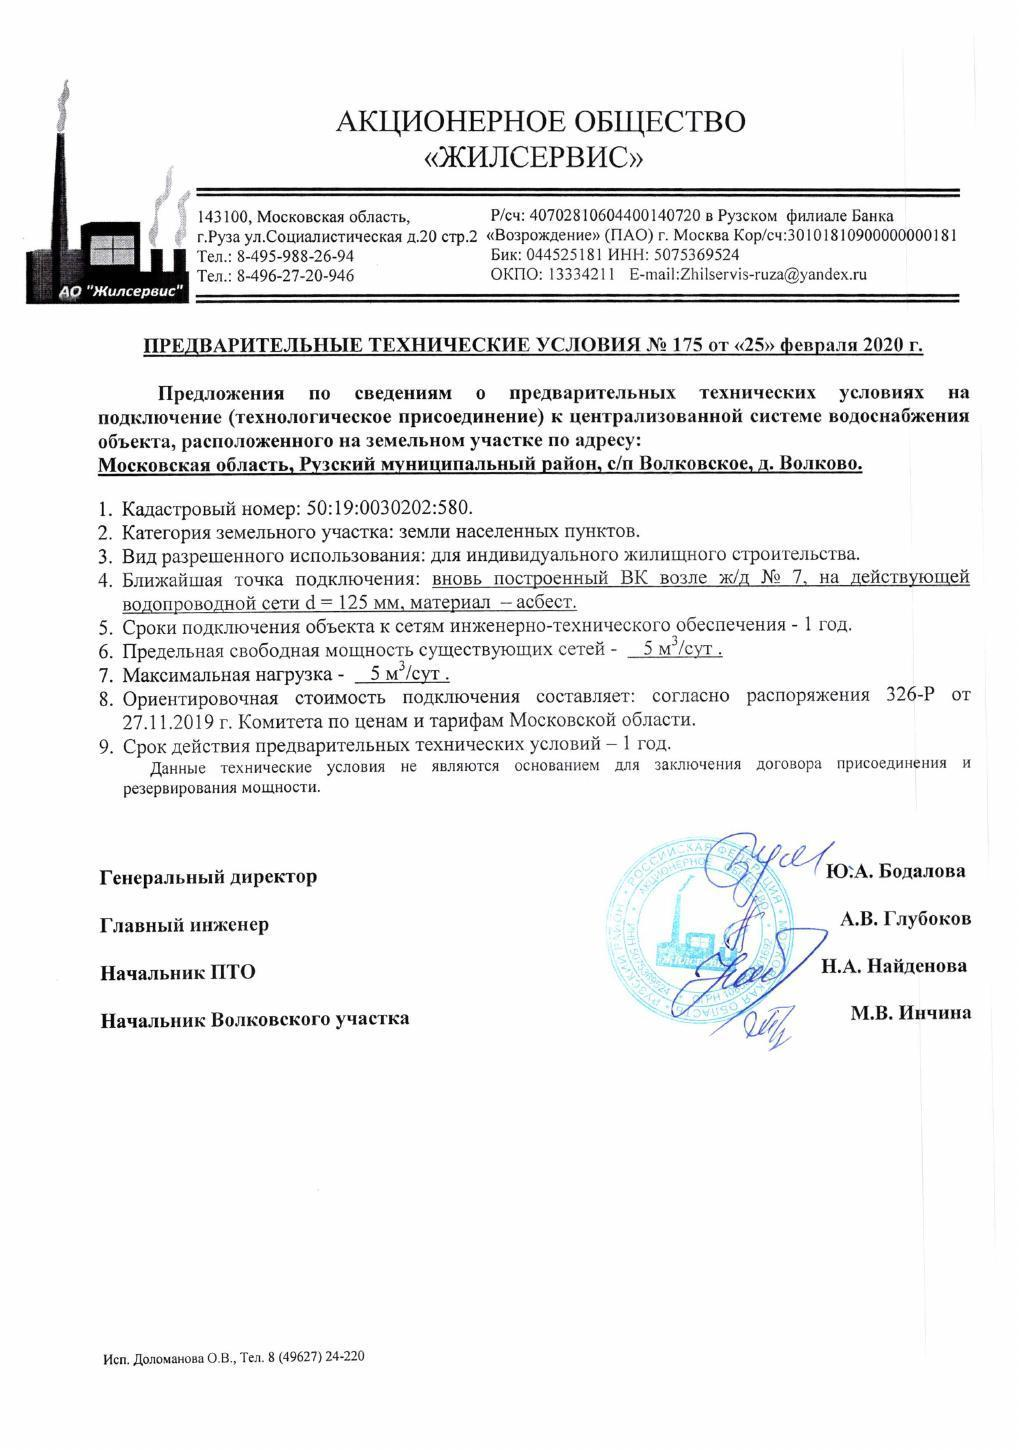 АКЦИОНЕРНОЕ ОБЩЕСТВО
«ЖИЛСЕРВИС»
АО "Жилсервис"
143100, Московская область,
г.Руза ул.Социалистическая д.20 стр.2
Тел.: 8-495-988-26-94
Тел.: 8-496-27-20-946
Р/сч: 40702810604400140720 в Рузском филиале Банка
«Возрождение» (ПАО) г. Москва Кор/сч:30101810900000000181
Бик: 044525181 ИНН: 5075369524
ОКПО: 13334211 E-mail:Zhilservis-ruza@yandex.ru
ПРЕДВАРИТЕЛЬНЫЕ ТЕХНИЧЕСКИЕ УСЛОВИЯ № 175 от «25» февраля 2020 г.
Предложения по сведениям о предварительных технических условиях на
подключение (технологическое присоединение) к централизованной системе водоснабжения
объекта, расположенного на земельном участке по адресу:
Московская область, Рузский муниципальный район, с/п Волковское, д. Волково.
1. Кадастровый номер: 50:19:0030202:580.
2. Категория земельного участка: земли населенных пунктов.
3. Вид разрешенного использования: для индивидуального жилищного строительства.
4. Ближайшая точка подключения: вновь построенный ВК возле ж/д № 7, на действующей
водопроводной сети d = 125 мм, материал – асбест.
5. Сроки подключения объекта к сетям инженерно-технического обеспечения - 1 год.
6. Предельная свободная мощность существующих сетей - 5 м³/сут .
7. Максимальная нагрузка - 5 м³/сут .
8. Ориентировочная стоимость подключения составляет: согласно распоряжения 326-Р от
27.11.2019 г. Комитета по ценам и тарифам Московской области.
9. Срок действия предварительных технических условий – 1 год.
Данные технические условия не являются основанием для заключения договора присоединения и
резервирования мощности.
Генеральный директор
Ю.А. Бодалова
Главный инженер
А.В. Глубоков
Начальник ПТО
Н.А. Найденова
Начальник Волковского участка
М.В. Инчина
РОССИЙСКАЯ ФЕДЕРАЦИЯ
АКЦИОНЕРНОЕ ОБЩЕСТВО
Исп. Доломанова О.В., Тел. 8 (49627) 24-220